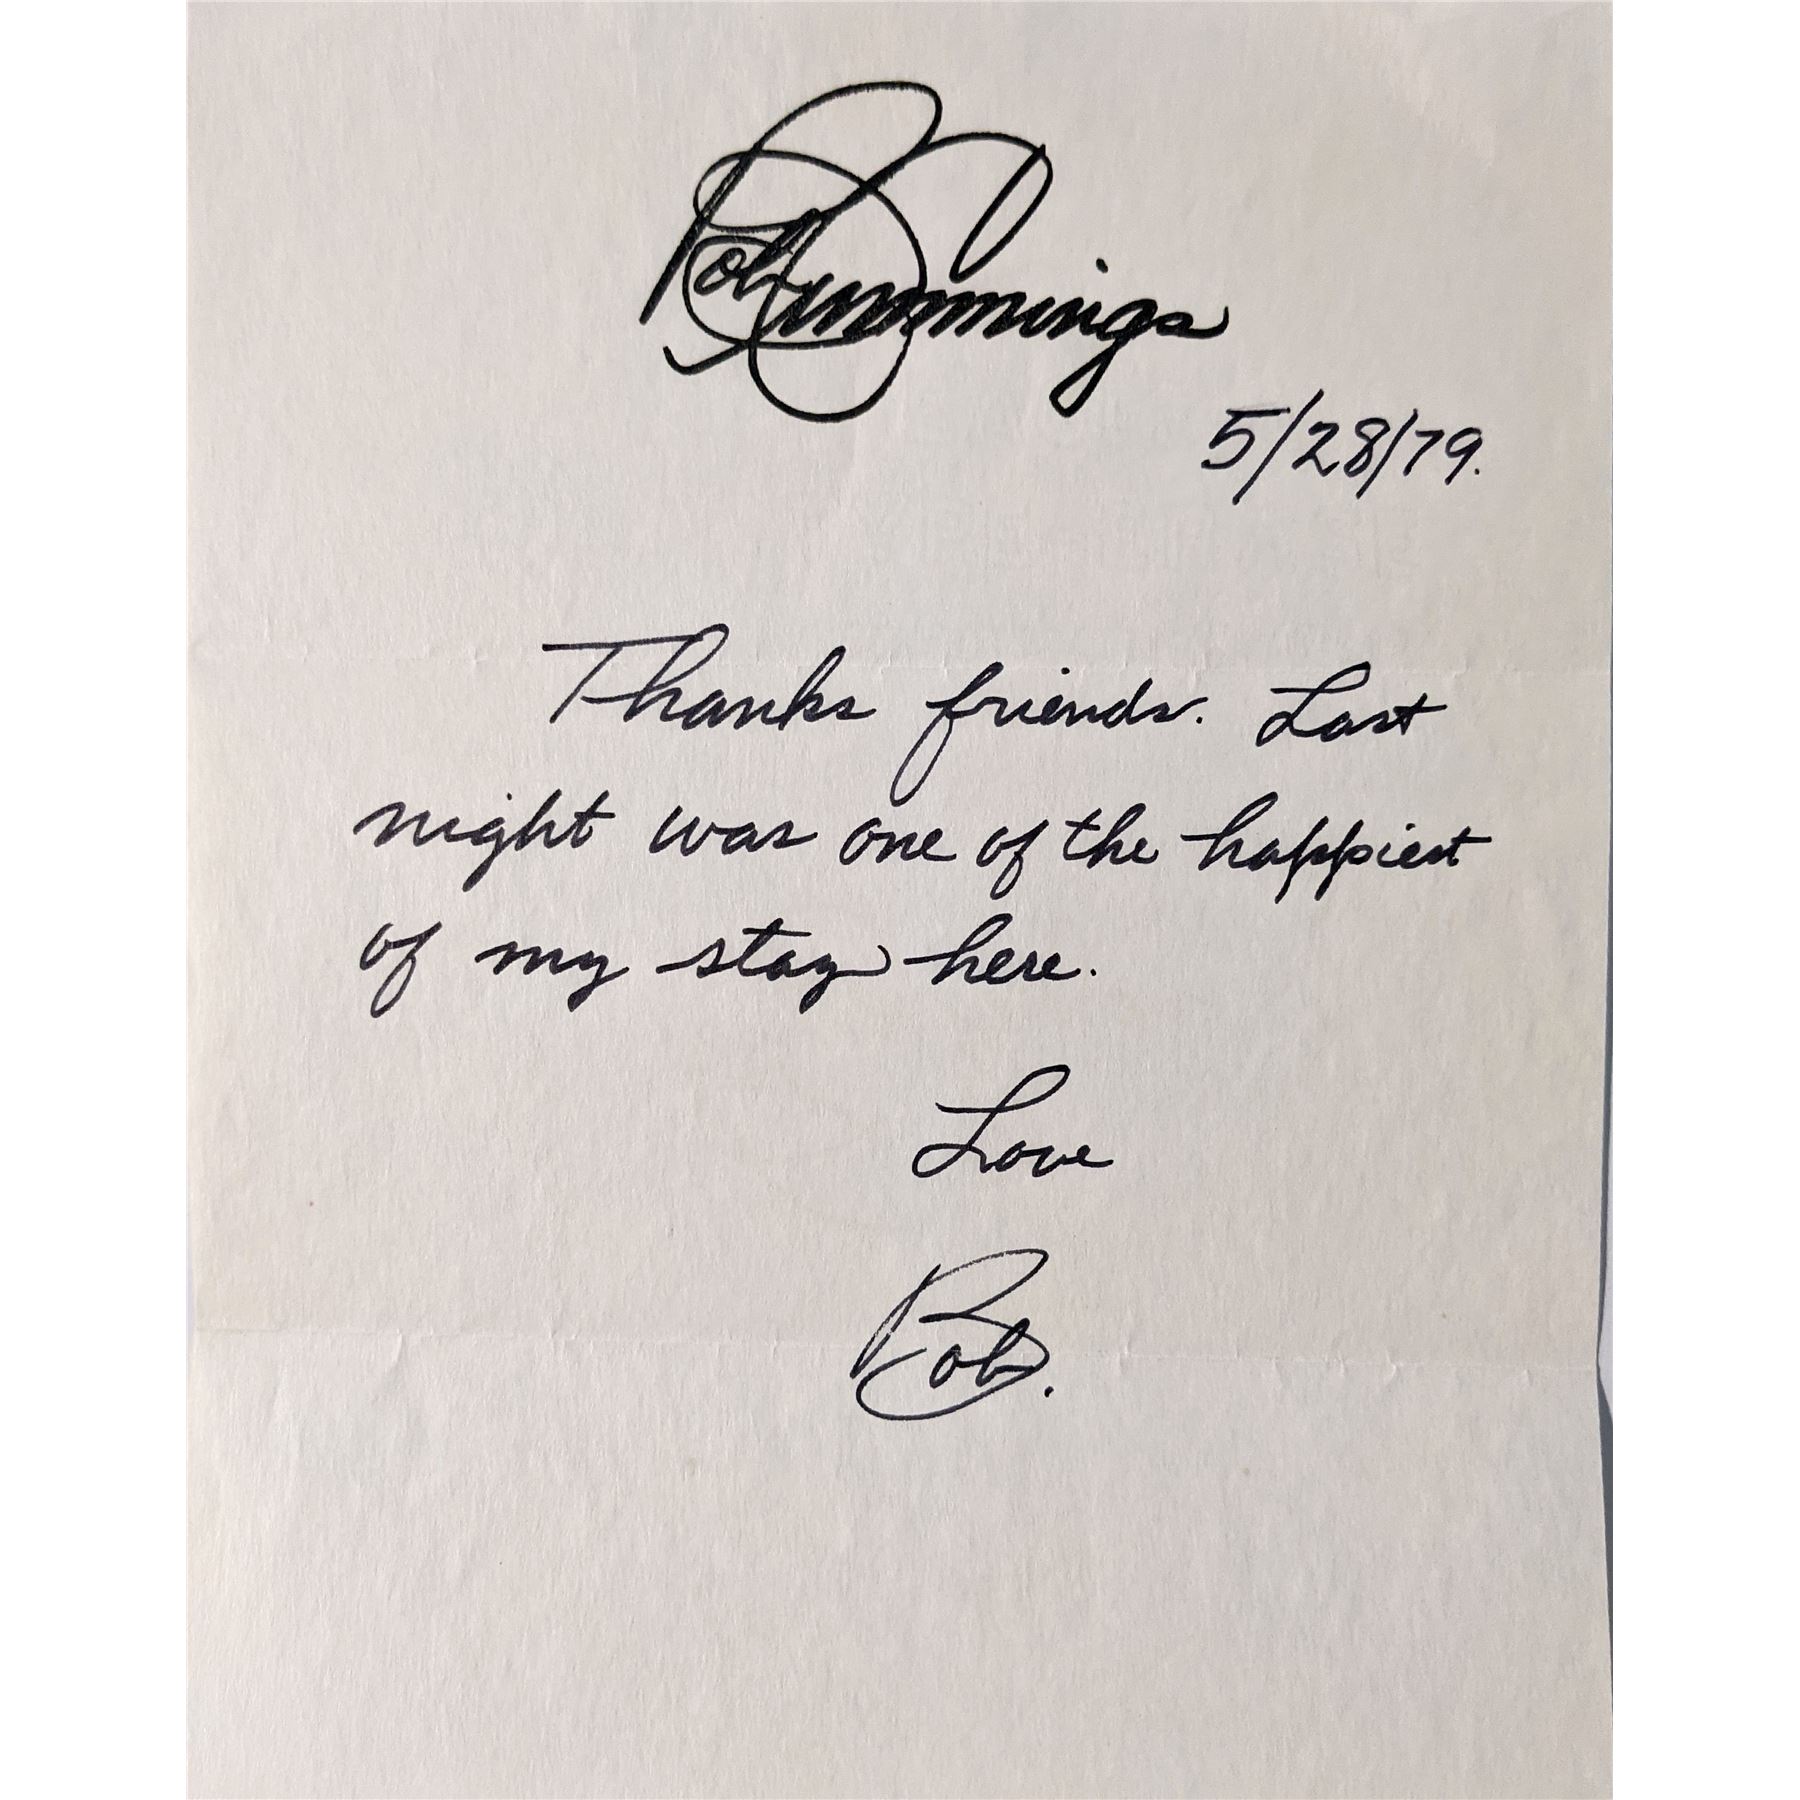 Bob Cummings
5/28/79.
Thanks friends. Last
night was one of the happiest
of my stay here.
Love
Bob.